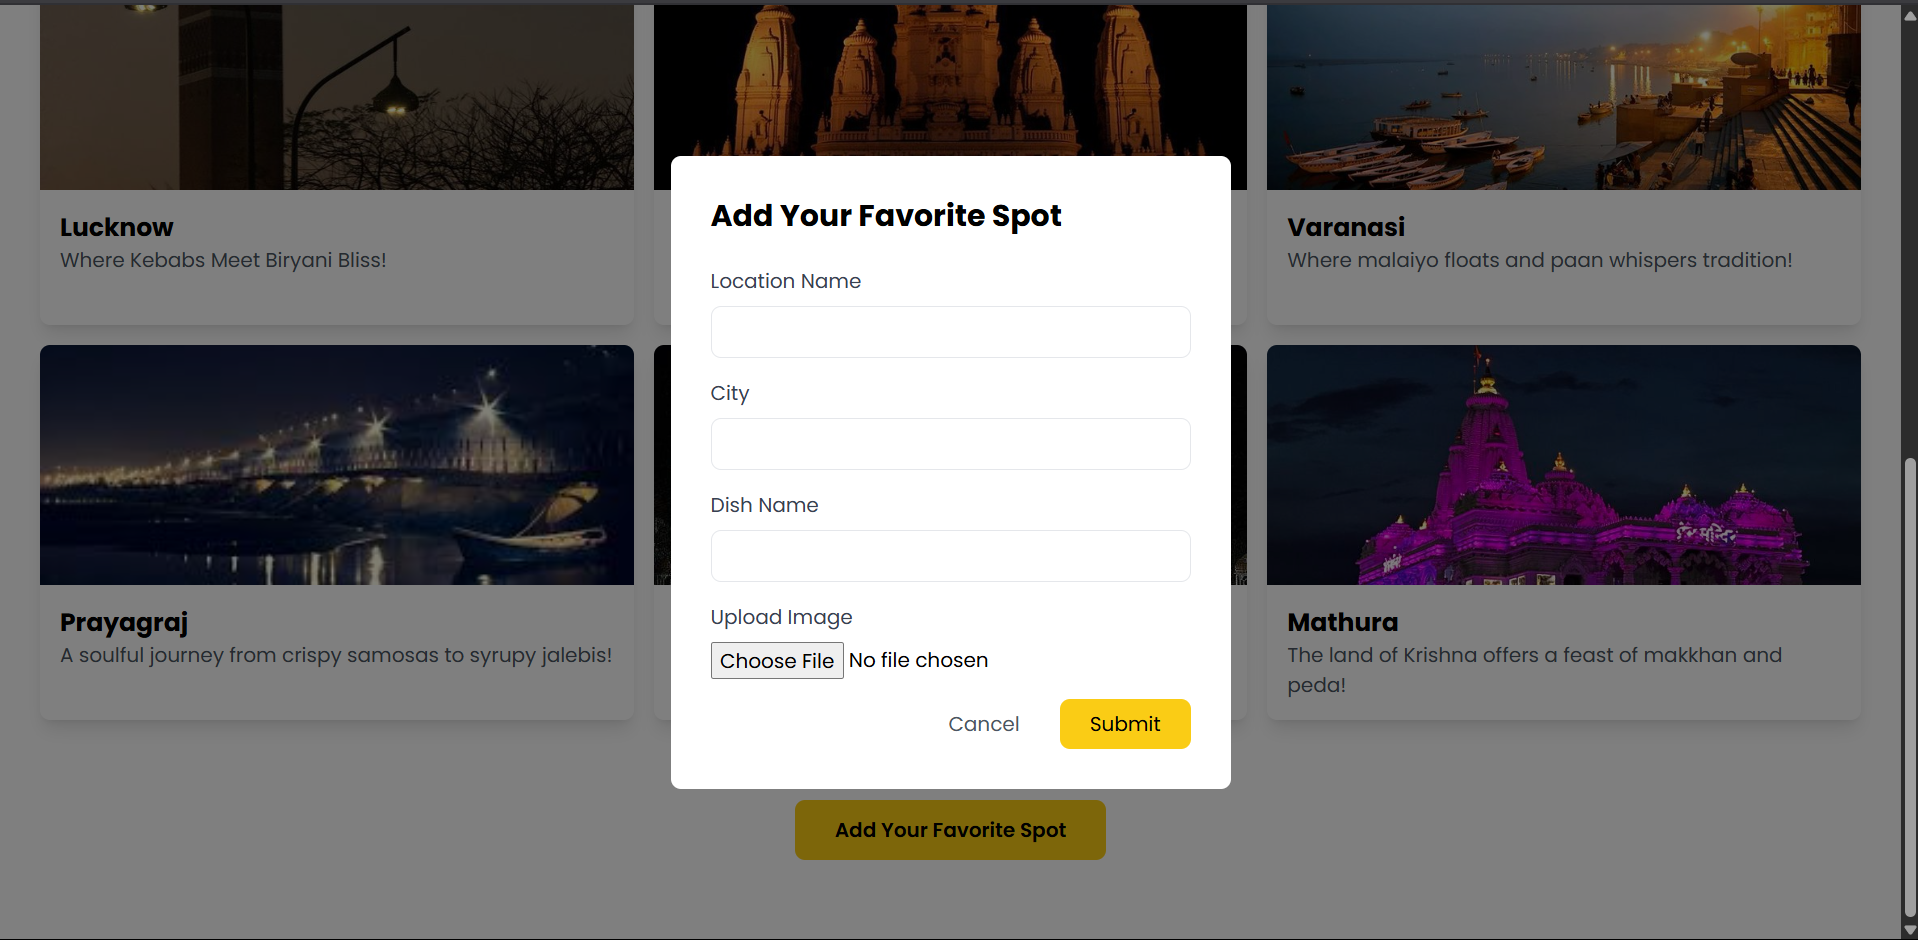 Lucknow
Where Kebabs Meet Biryani Bliss!
Varanasi
Where malaiyo floats and paan whispers tradition!
Add Your Favorite Spot
Location Name
City
Dish Name
Upload Image
Choose File No file chosen
Cancel
Submit
Prayagraj
A soulful journey from crispy samosas to syrupy jalebis!
प्रेम मन्दिर
Mathura
The land of Krishna offers a feast of makkhan and
peda!
Add Your Favorite Spot